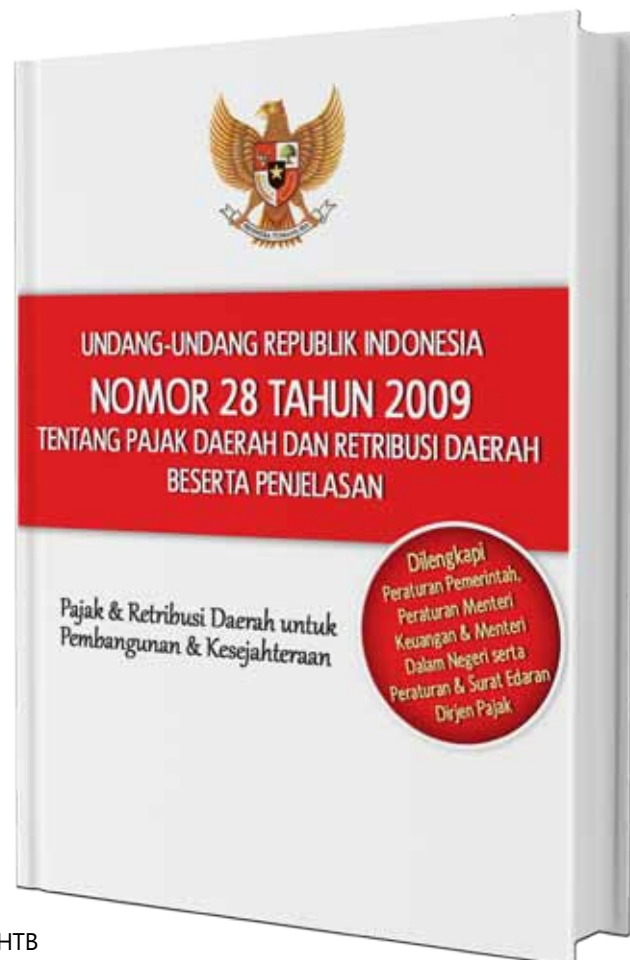 UNDANG-UNDANG REPUBLIK INDONESIA
NOMOR 28 TAHUN 2009
TENTANG PAJAK DAERAH DAN RETRIBUSI DAERAH
BESERTA PENJELASAN
Dilengkapi
Peraturan Pemerintah,
Peraturan Menteri
Keuangan & Menteri
Dalam Negeri serta
Peraturan & Surat Edaran
Dirjen Pajak
Pajak & Retribusi Daerah untuk
Pembangunan & Kesejahteraan
HTB